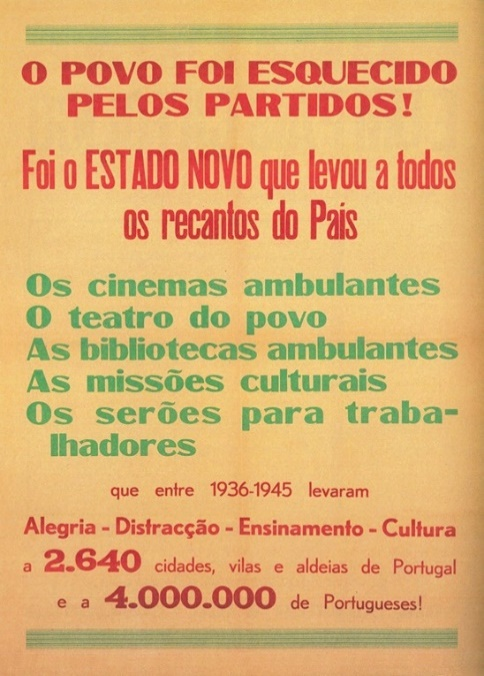 O POVO FOI ESQUECIDO
PELOS PARTIDOS!
Foi o ESTADO NOVO que levou a todos
os recantos do País
Os cinemas ambulantes
O teatro do povo
As bibliotecas ambulantes
As missões culturais
Os serões para traba-
lhadores
que entre 1936-1945 levaram
Alegria - Distracção - Ensinamento - Cultura
a 2.640 cidades, vilas e aldeias de Portugal
e a 4.000.000 de Portugueses!